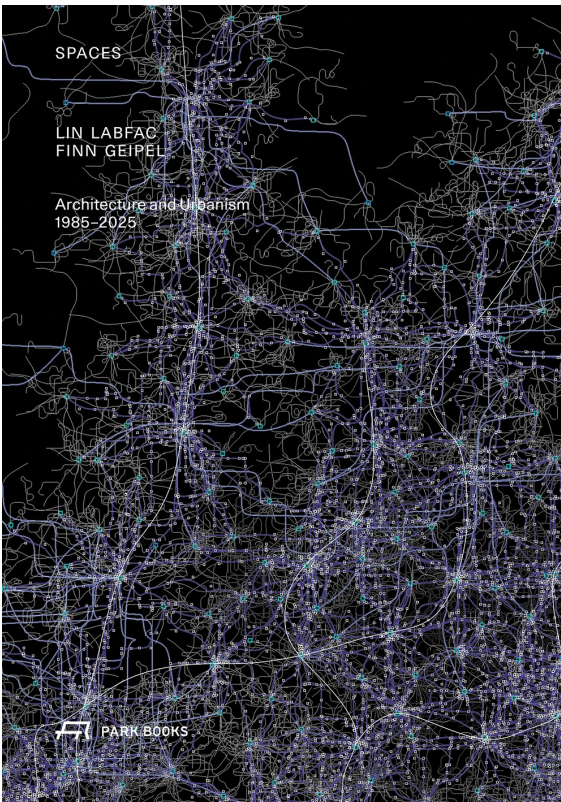 SPACES
LIN LABFAC
FINN GEIPEL
Architecture and Urbanism
1985–2025
PARK BOOKS